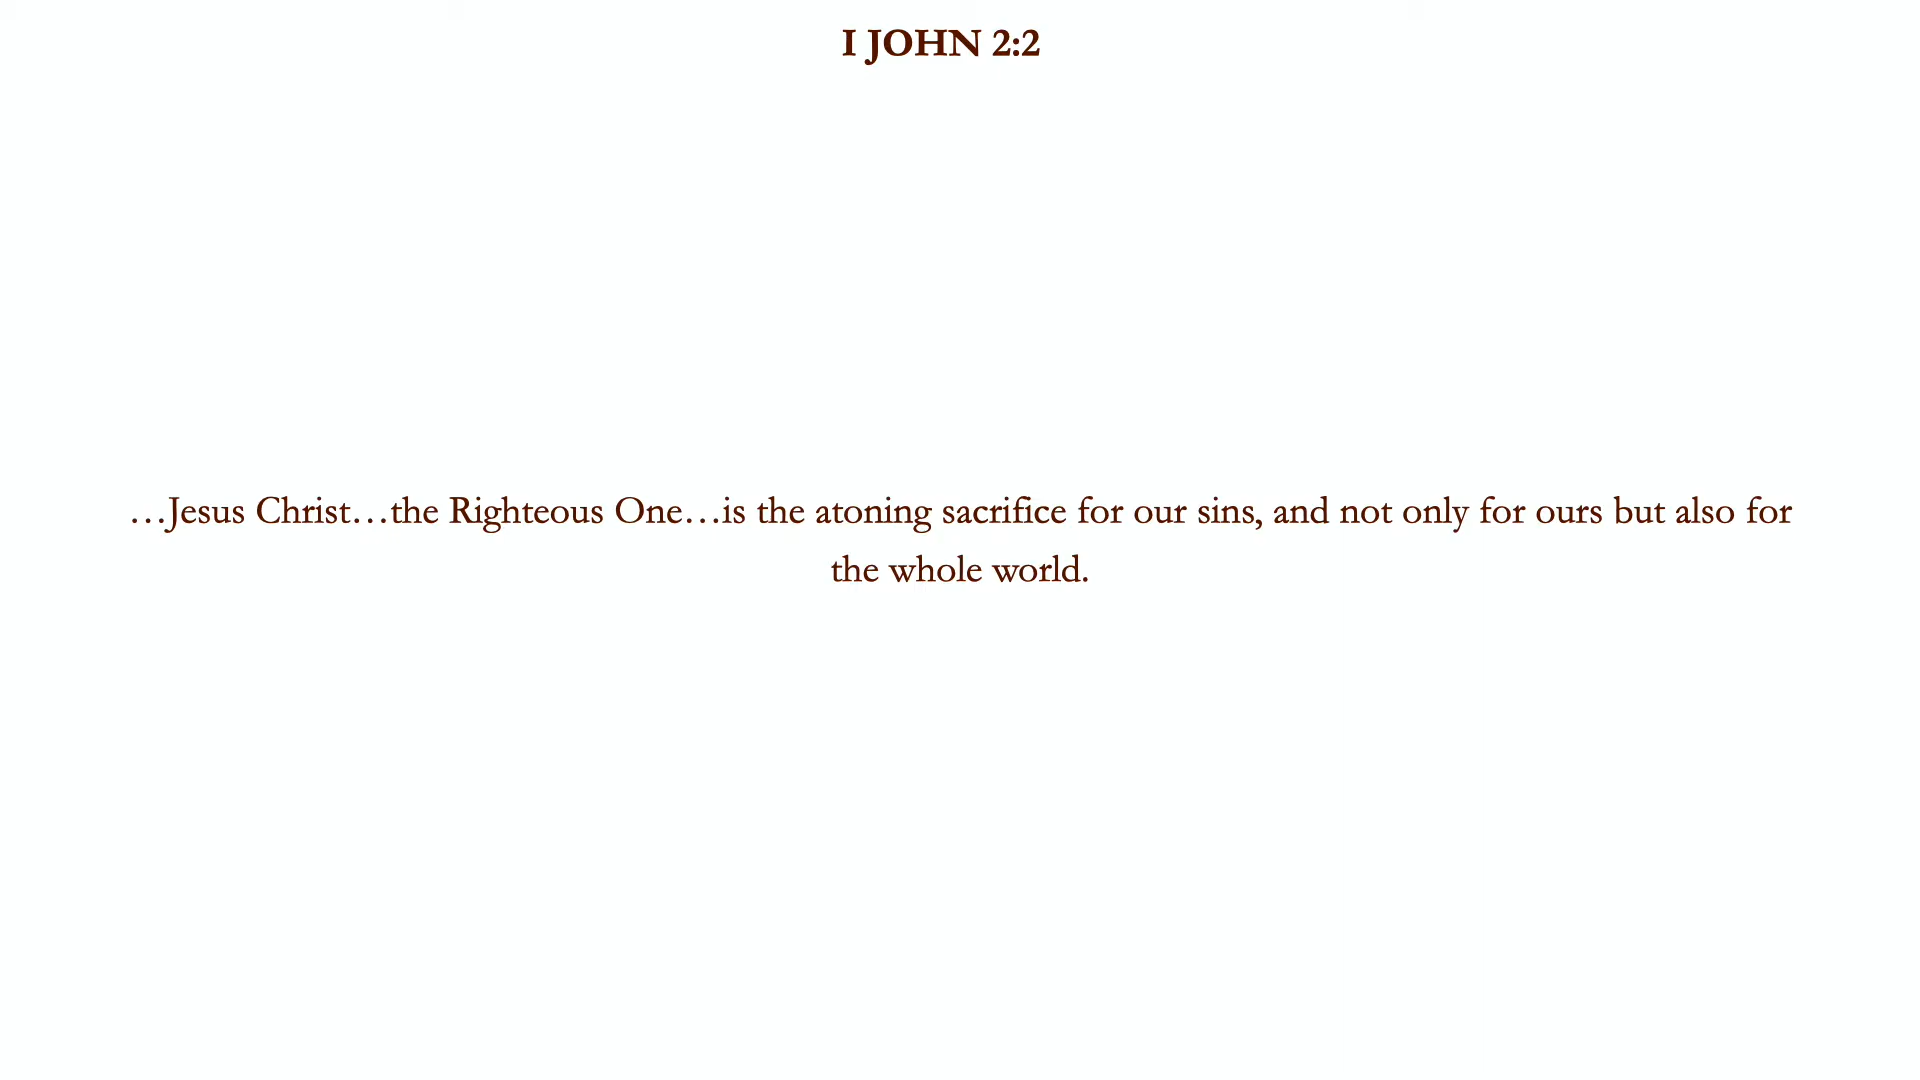 I JOHN 2:2
…Jesus Christ…the Righteous One…is the atoning sacrifice for our sins, and not only for ours but also for
the whole world.